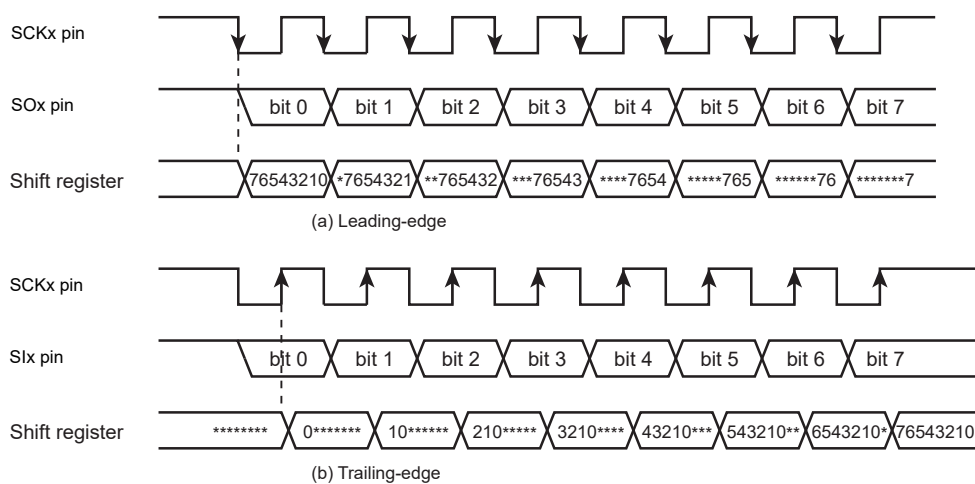 SCKx pin
SOx pin bit 0 bit 1 bit 2 bit 3 bit 4 bit 5 bit 6 bit 7
Shift register 76543210 *7654321 **765432 ***76543 ****7654 *****765 ******76 *******7
(a) Leading-edge
SCKx pin
SIx pin bit 0 bit 1 bit 2 bit 3 bit 4 bit 5 bit 6 bit 7
Shift register ******** 0******* 10****** 210***** 3210**** 43210*** 543210** 6543210* 76543210
(b) Trailing-edge